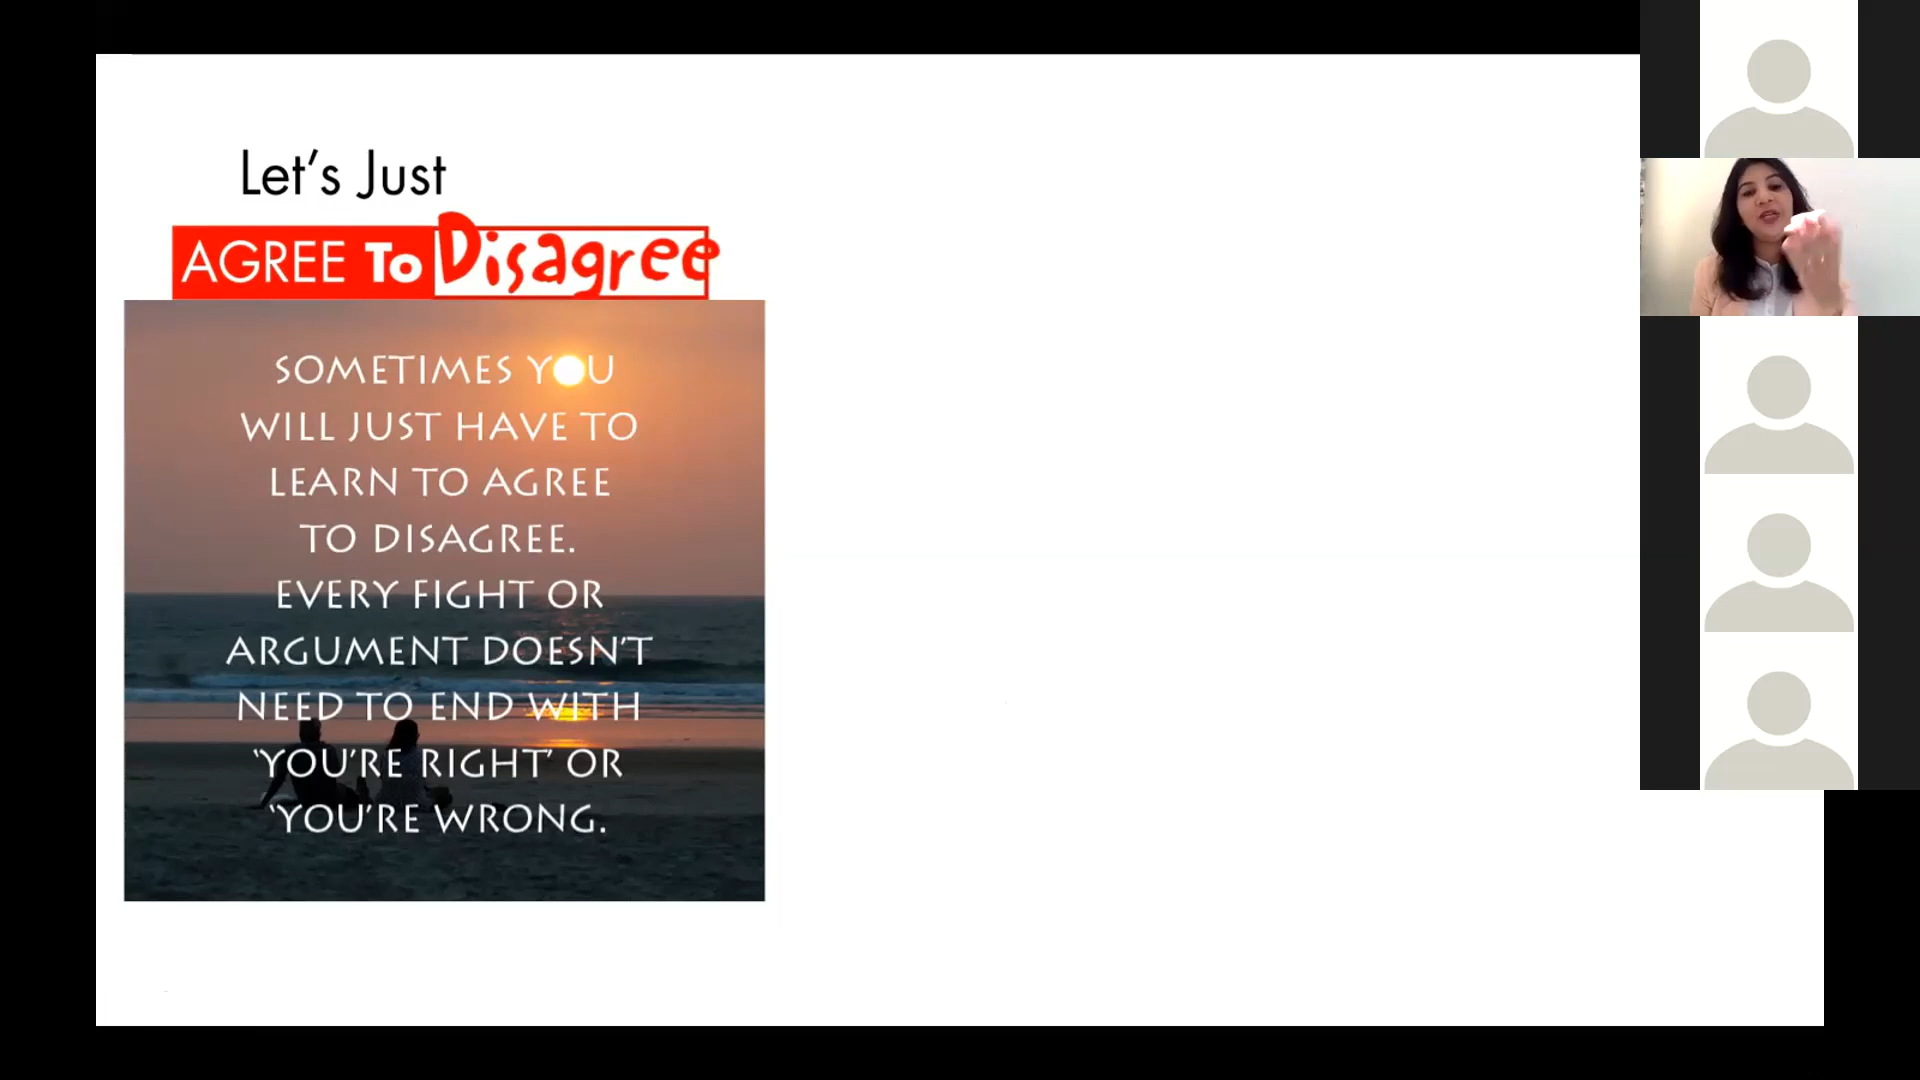 Let's Just
AGREE To Disagree
SOMETIMES YOU
WILL JUST HAVE TO
LEARN TO AGREE
TO DISAGREE.
EVERY FIGHT OR
ARGUMENT DOESN'T
NEED TO END WITH
'YOU'RE RIGHT' OR
'YOU'RE WRONG.